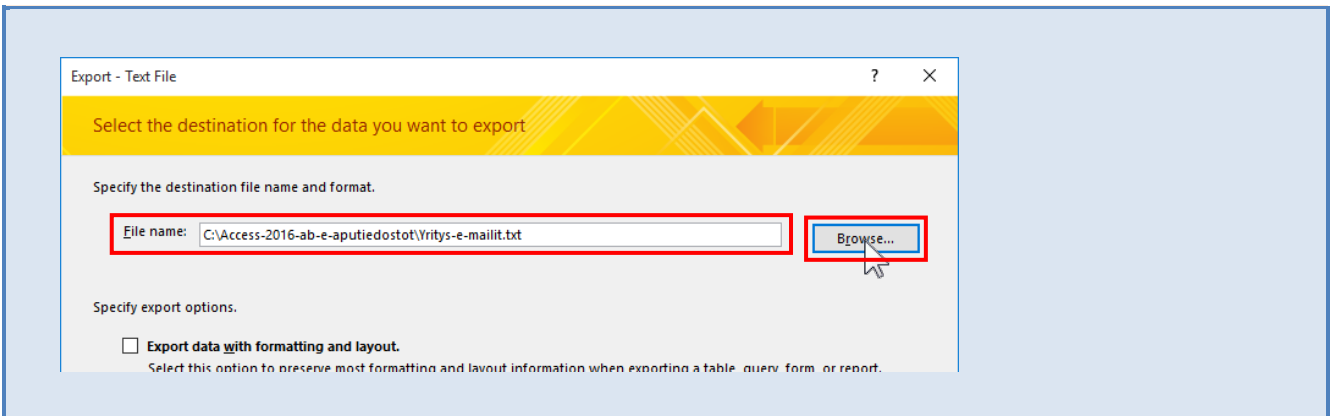 Export - Text File ?
Select the destination for the data you want to export
Specify the destination file name and format.
File name: C:\Access-2016-ab-e-aputiedostot\Yritys-e-mailit.txt Browse...
Specify export options.
Export data with formatting and layout.
Select this option to preserve most formatting and layout information when exporting a table, query, form, or report.